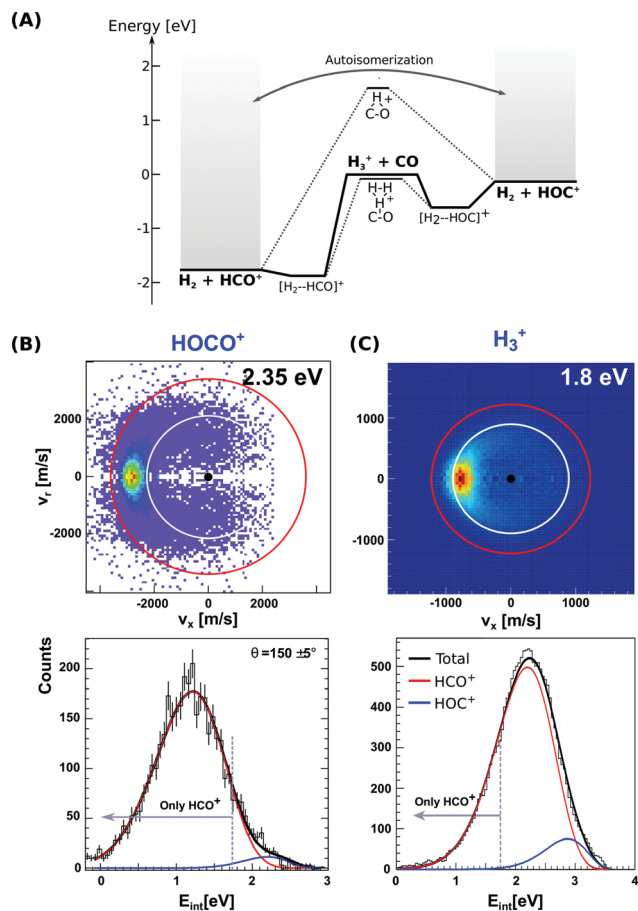 (A)
Energy [eV]
Autoisomerization
2
1
0
-1
-2
H
+
C-O
H₃⁺ + CO
H-H
H
+
C-O
H₂ + HCO⁺
[H₂--HCO]⁺
[H₂--HOC]⁺
H₂ + HOC⁺
(B)
HOCO⁺
(C)
H₃⁺
2.35 eV
1.8 eV
vᵣ [m/s]
2000
0
-2000
-2000 0 2000
vₓ [m/s]
1000
0
-1000
-1000 0 1000
vₓ [m/s]
Counts
200
150
100
50
0
θ=150 ±5°
Only HCO⁺
0 1 2 3
E_int[eV]
500
400
300
200
100
0
Total
HCO⁺
HOC⁺
Only HCO⁺
0 1 2 3 4
E_int[eV]